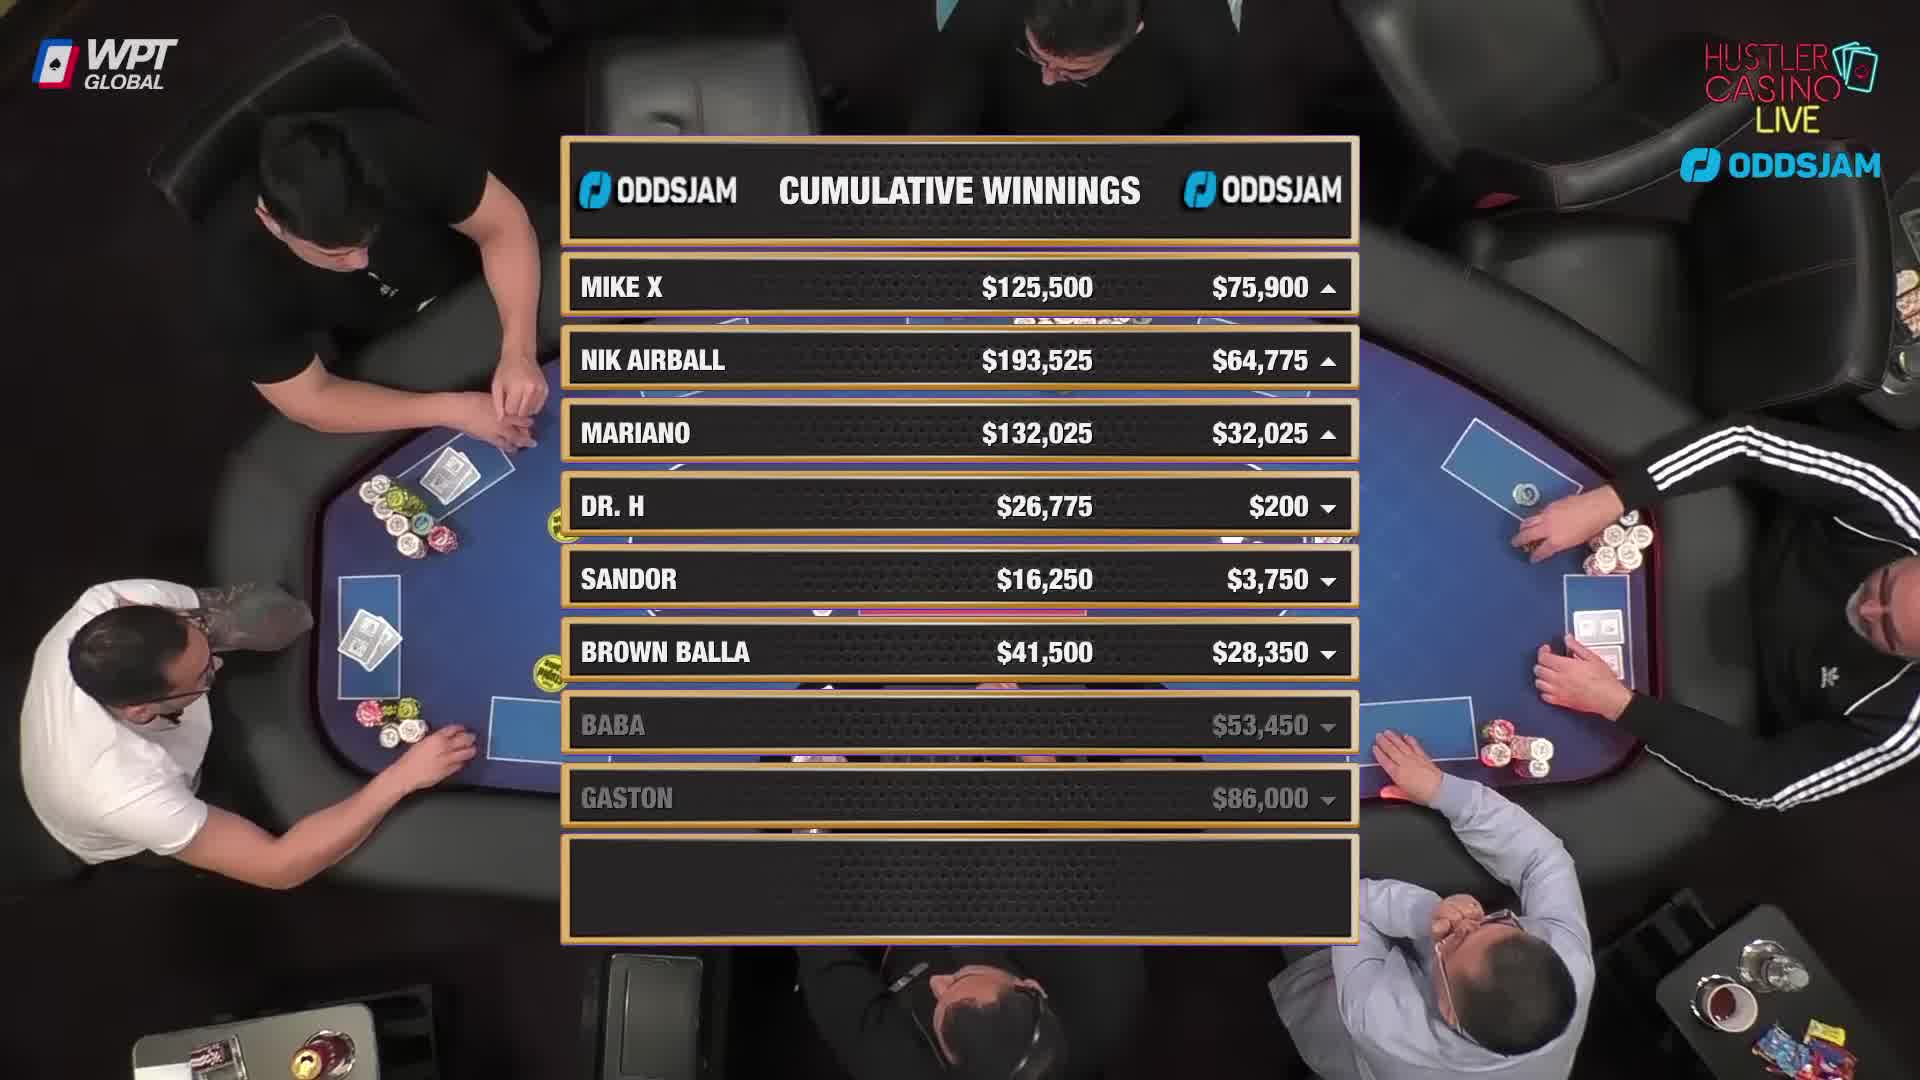 WPT
GLOBAL
HUSTLER
CASINO
LIVE
ODDSJAM
ODDSJAM CUMULATIVE WINNINGS ODDSJAM
MIKE X $125,500 $75,900
NIK AIRBALL $193,525 $64,775
MARIANO $132,025 $32,025
DR. H $26,775 $200
SANDOR $16,250 $3,750
BROWN BALLA $41,500 $28,350
BABA $53,450
GASTON $86,000